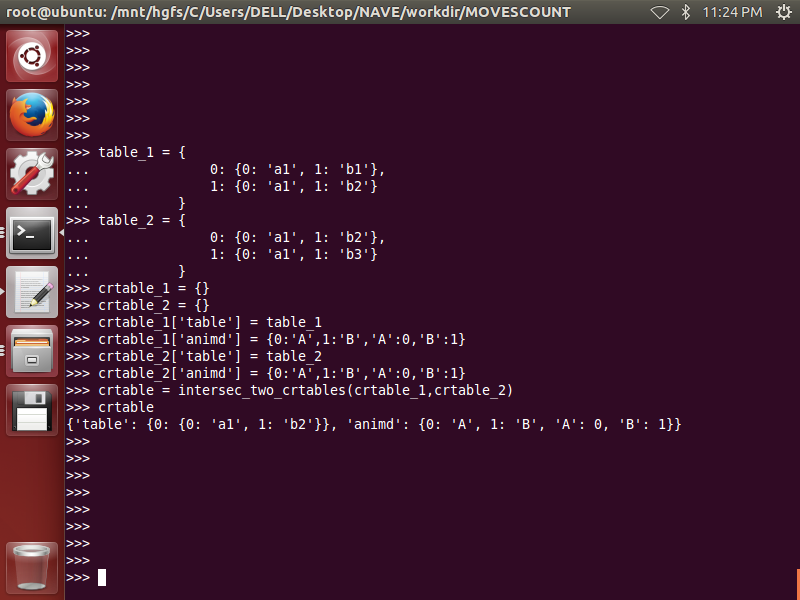 root@ubuntu: /mnt/hgfs/C/Users/DELL/Desktop/NAVE/workdir/MOVESCOUNT 11:24 PM
>>>
>>>
>>>
>>>
>>>
>>>
>>>
>>> table_1 = {
...               0: {0: 'a1', 1: 'b1'},
...               1: {0: 'a1', 1: 'b2'}
...           }
>>> table_2 = {
...               0: {0: 'a1', 1: 'b2'},
...               1: {0: 'a1', 1: 'b3'}
...           }
>>> crtable_1 = {}
>>> crtable_2 = {}
>>> crtable_1['table'] = table_1
>>> crtable_1['animd'] = {0:'A',1:'B','A':0,'B':1}
>>> crtable_2['table'] = table_2
>>> crtable_2['animd'] = {0:'A',1:'B','A':0,'B':1}
>>> crtable = intersec_two_crtables(crtable_1,crtable_2)
>>> crtable
{'table': {0: {0: 'a1', 1: 'b2'}}, 'animd': {0: 'A', 1: 'B', 'A': 0, 'B': 1}}
>>>
>>>
>>>
>>>
>>>
>>>
>>>
>>>
>>>